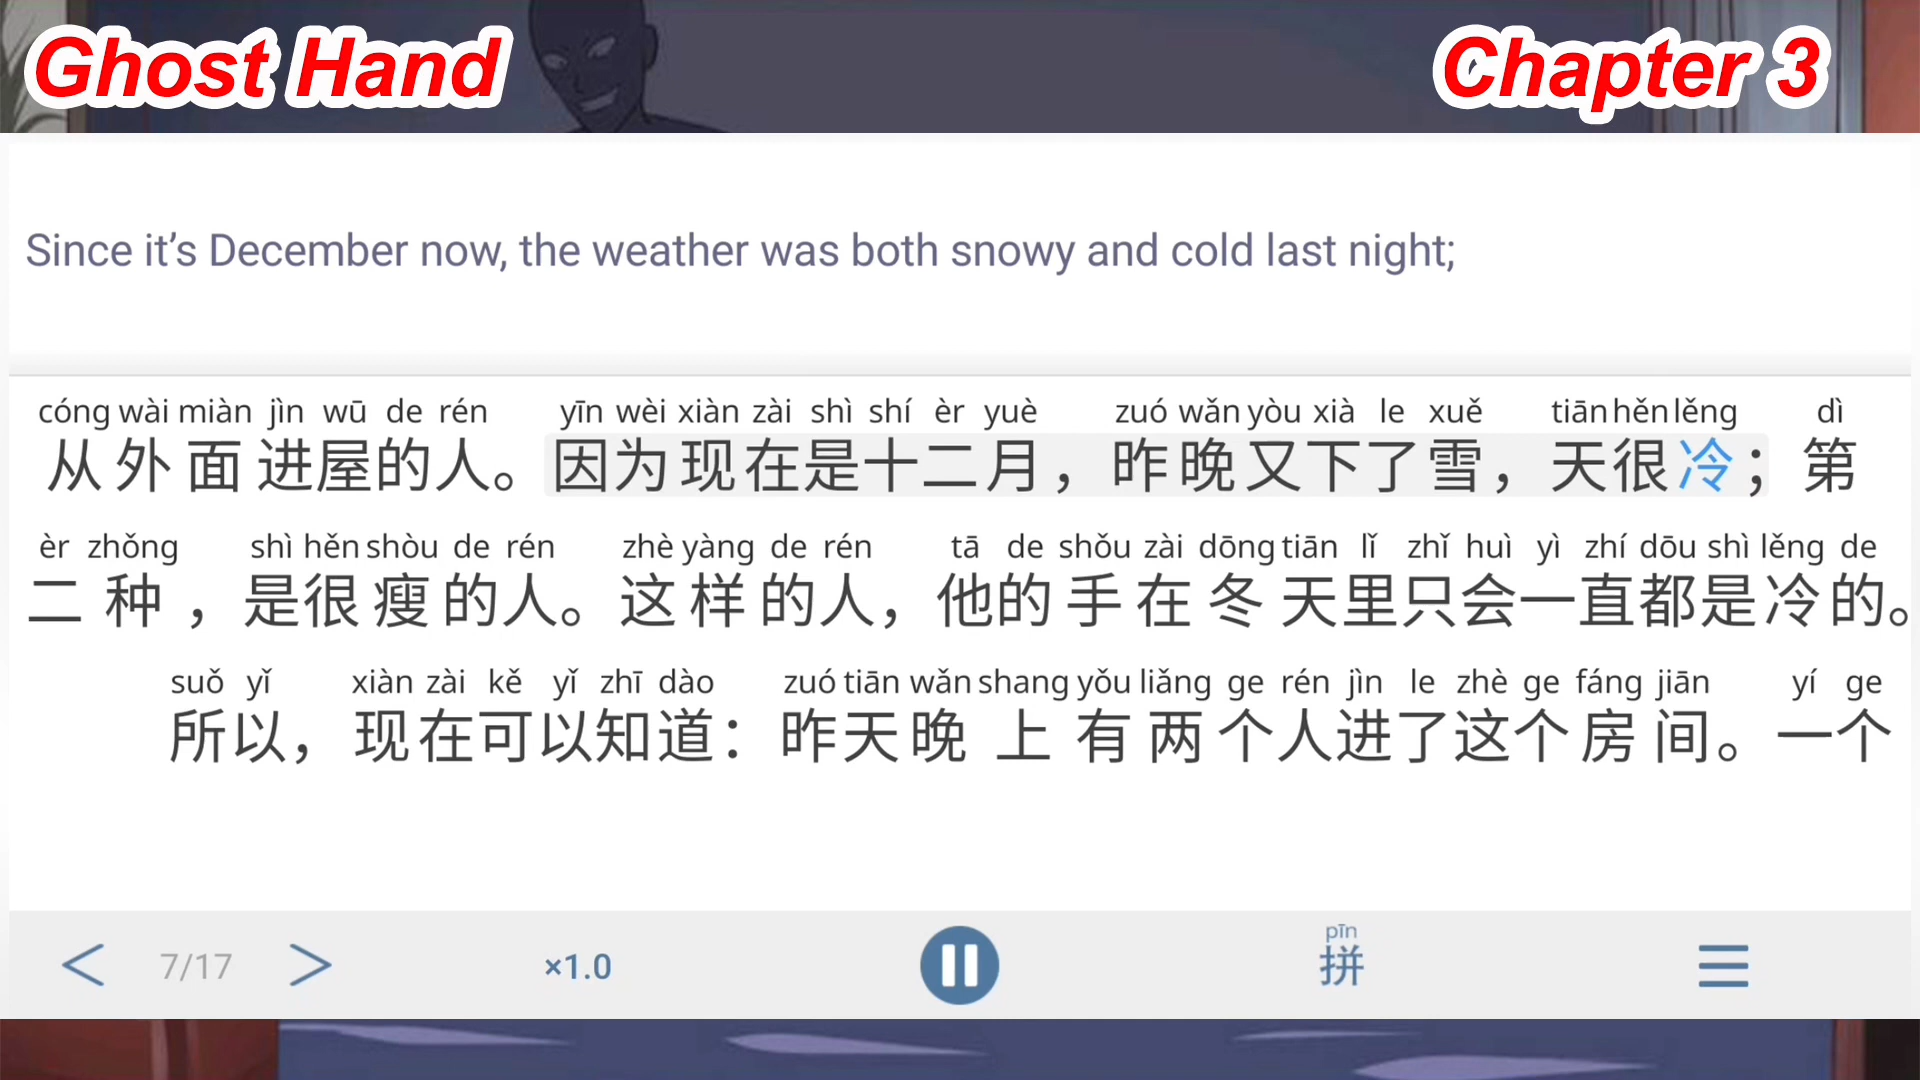 Ghost Hand
Chapter 3
Since it’s December now, the weather was both snowy and cold last night;
cóng wài miàn jìn wū de rén yīn wèi xiàn zài shì shí èr yuè zuó wǎn yòu xià le xuě tiān hěn lěng dì
从外面进屋的人。因为现在是十二月，昨晚又下了雪，天很冷；第
èr zhǒng shì hěn shòu de rén zhè yàng de rén tā de shǒu zài dōng tiān lǐ zhǐ huì yì zhí dōu shì lěng de
二种，是很瘦的人。这样的人，他的手在冬天里只会一直都是冷的。
suǒ yǐ xiàn zài kě yǐ zhī dào zuó tiān wǎn shang yǒu liǎng ge rén jìn le zhè ge fáng jiān yí ge
所以，现在可以知道：昨天晚上有两个人进了这个房间。一个
7/17
×1.0
pīn
拼